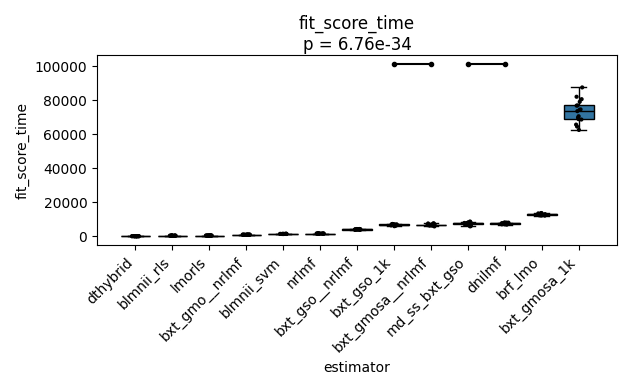 fit_score_time
p = 6.76e-34
100000
80000
60000
40000
20000
0
fit_score_time
dthybrid
blmnii_rls
lmorls
bxt_gmo__nrlmf
blmnii_svm
nrlmf
bxt_gso__nrlmf
bxt_gso_1k
bxt_gmosa__nrlmf
md_ss_bxt_gso
dnilmf
brf_lmo
bxt_gmosa_1k
estimator